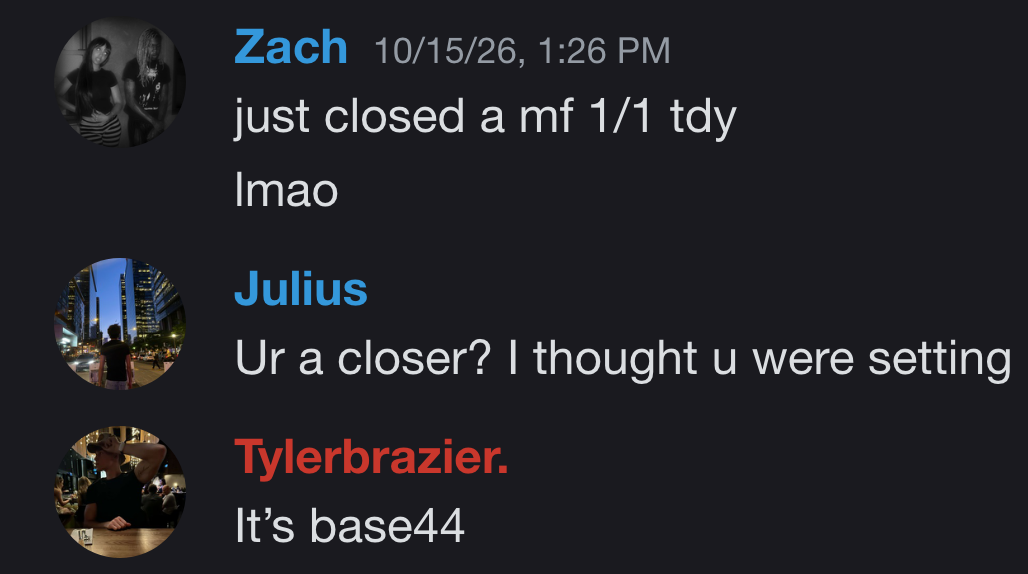 Zach 10/15/26, 1:26 PM
just closed a mf 1/1 tdy
lmao
Julius
Ur a closer? I thought u were setting
Tylerbrazier.
It’s base44